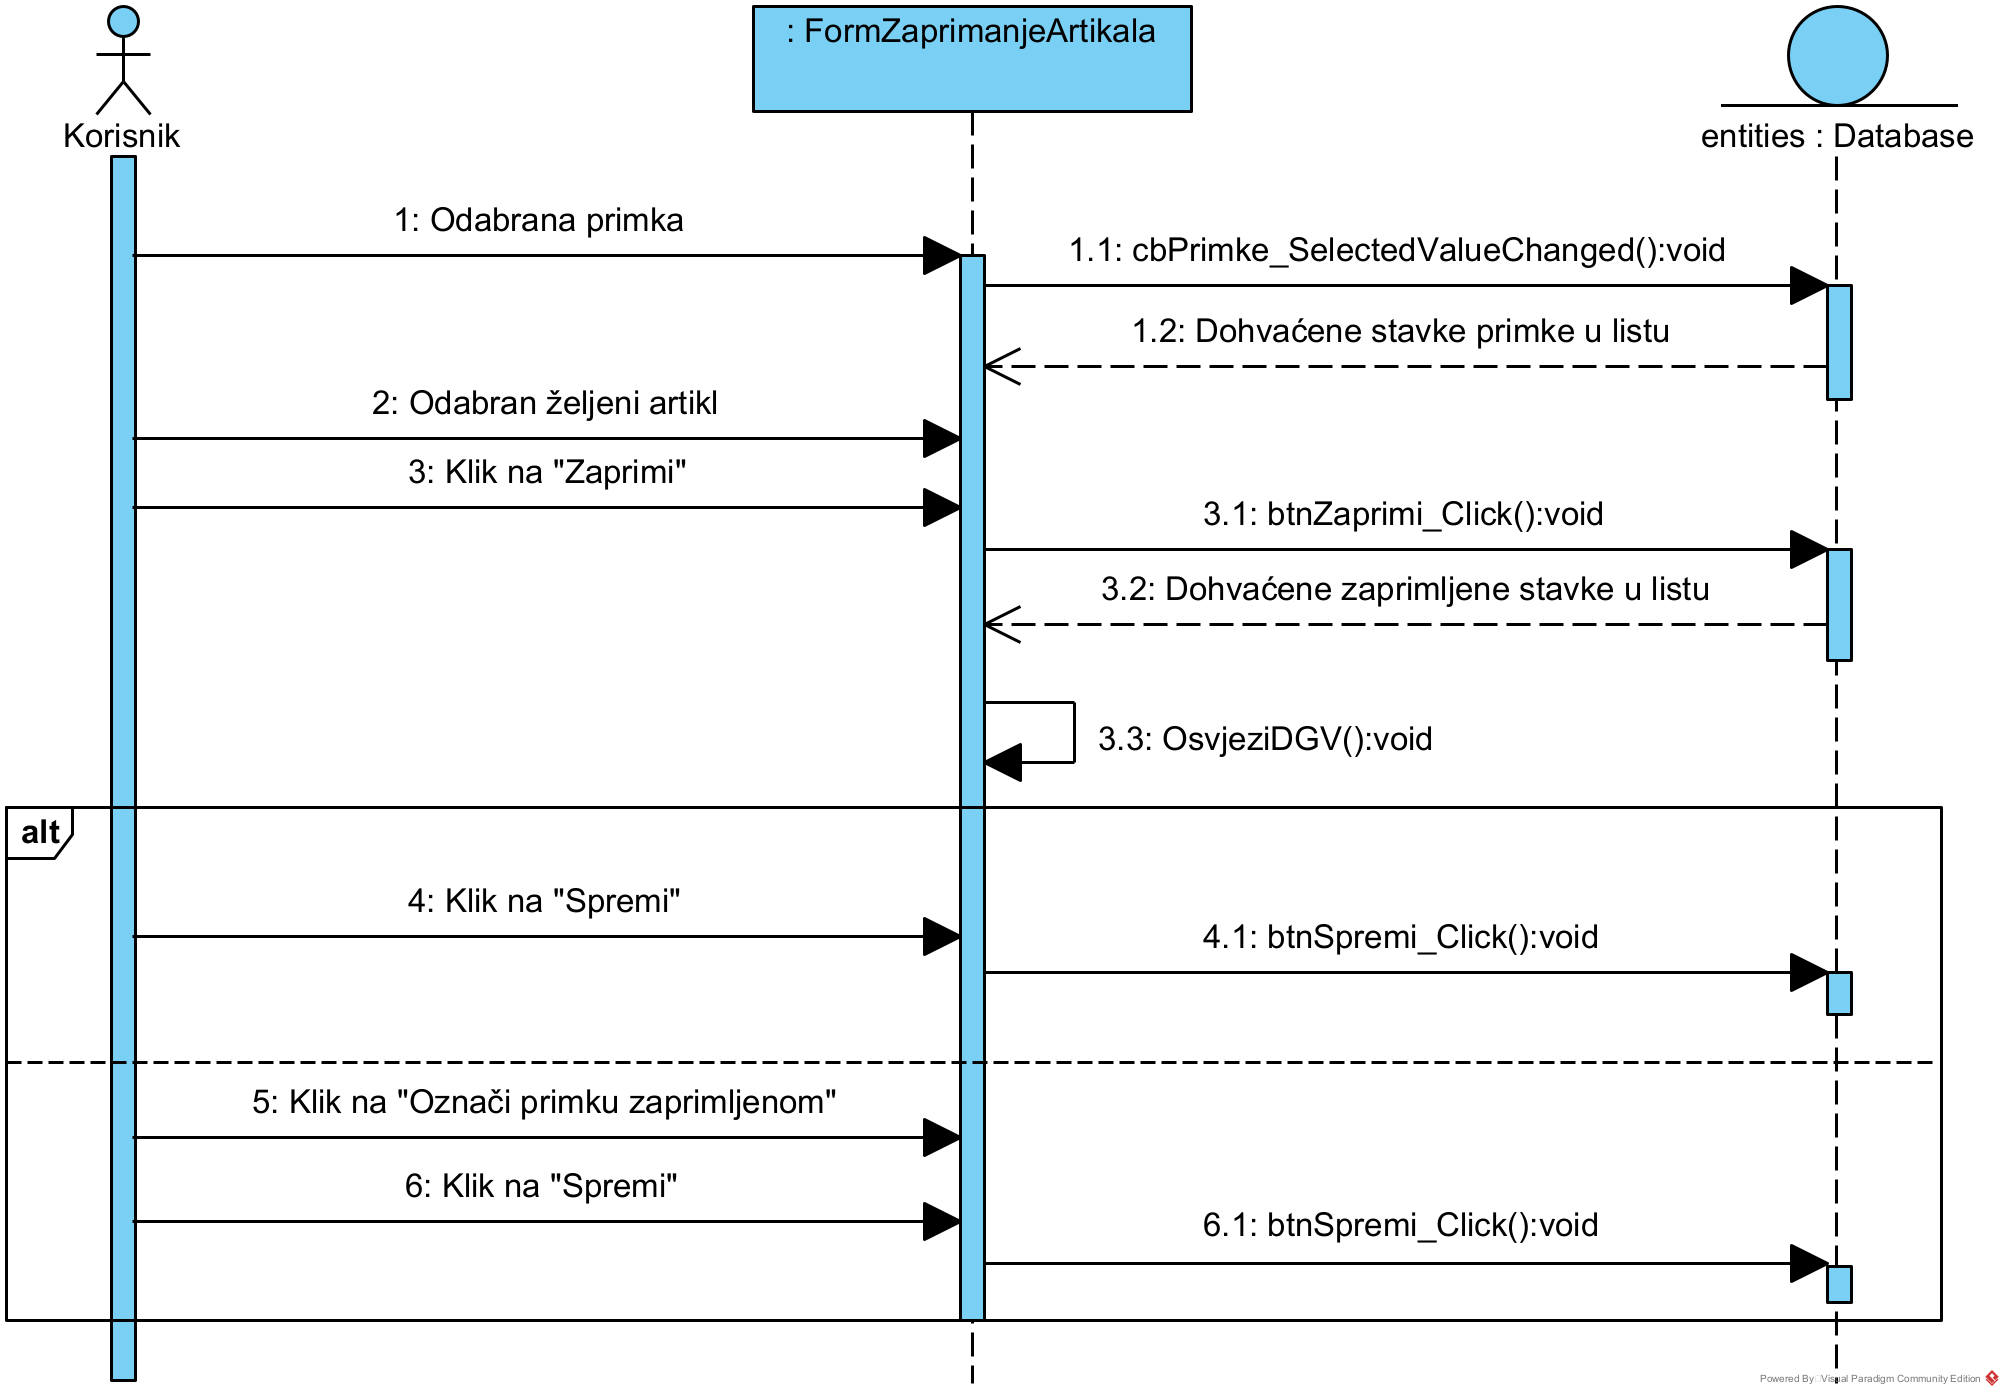 : FormZaprimanjeArtikala
Korisnik
entities : Database
1: Odabrana primka
1.1: cbPrimke_SelectedValueChanged():void
1.2: Dohvaćene stavke primke u listu
2: Odabran željeni artikl
3: Klik na "Zaprimi"
3.1: btnZaprimi_Click():void
3.2: Dohvaćene zaprimljene stavke u listu
3.3: OsvjeziDGV():void
alt
4: Klik na "Spremi"
4.1: btnSpremi_Click():void
5: Klik na "Označi primku zaprimljenom"
6: Klik na "Spremi"
6.1: btnSpremi_Click():void
Powered By Visual Paradigm Community Edition